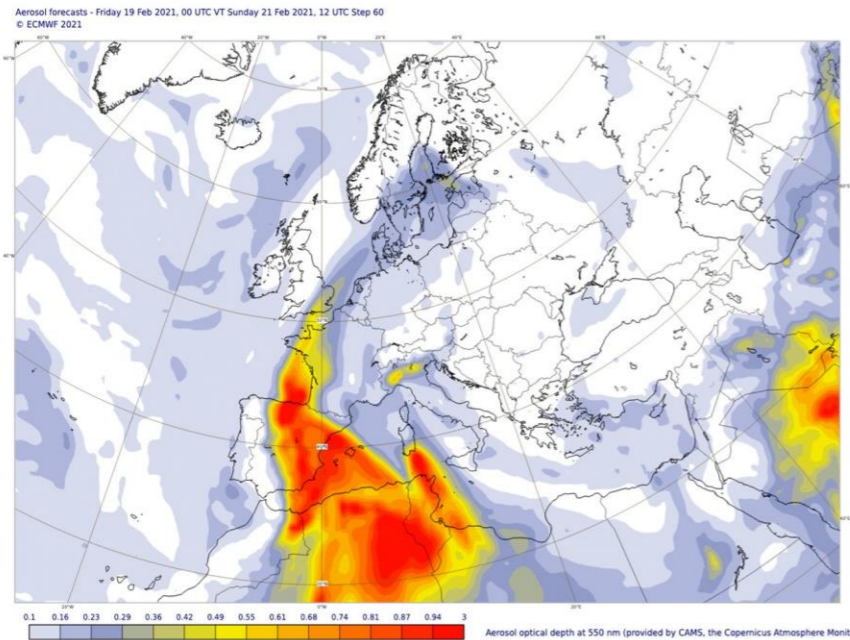 Aerosol forecasts - Friday 19 Feb 2021, 00 UTC VT Sunday 21 Feb 2021, 12 UTC Step 60
© ECMWF 2021
0.1 0.16 0.23 0.29 0.36 0.42 0.49 0.55 0.61 0.68 0.74 0.81 0.87 0.94 3
Aerosol optical depth at 550 nm (provided by CAMS, the Copernicus Atmosphere Monit